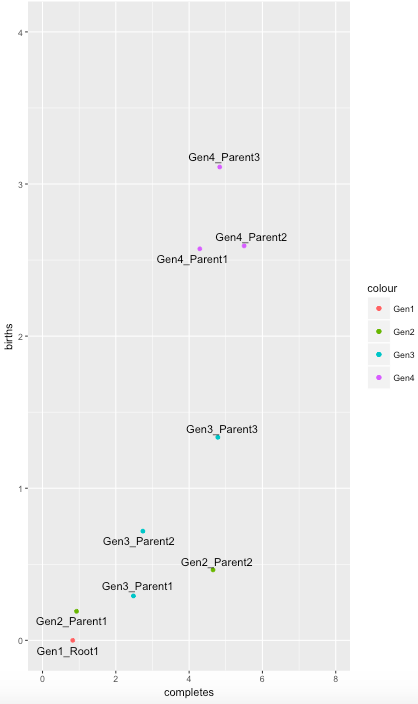 4
Gen4_Parent3
3
Gen4_Parent2
Gen4_Parent1
colour
Gen1
Gen2
Gen3
Gen4
births
2
Gen3_Parent3
1
Gen3_Parent2
Gen2_Parent2
Gen3_Parent1
Gen2_Parent1
0
Gen1_Root1
0 2 4 6 8
completes